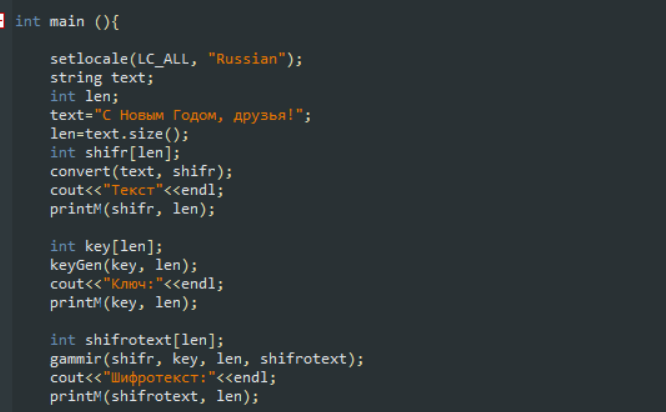 int main (){
setlocale(LC_ALL, "Russian");
string text;
int len;
text="С Новым Годом, друзья!";
len=text.size();
int shifr[len];
convert(text, shifr);
cout<<"Текст"<<endl;
printM(shifr, len);
int key[len];
keyGen(key, len);
cout<<"Ключ:"<<endl;
printM(key, len);
int shifrotext[len];
gammir(shifr, key, len, shifrotext);
cout<<"Шифротекст:"<<endl;
printM(shifrotext, len);